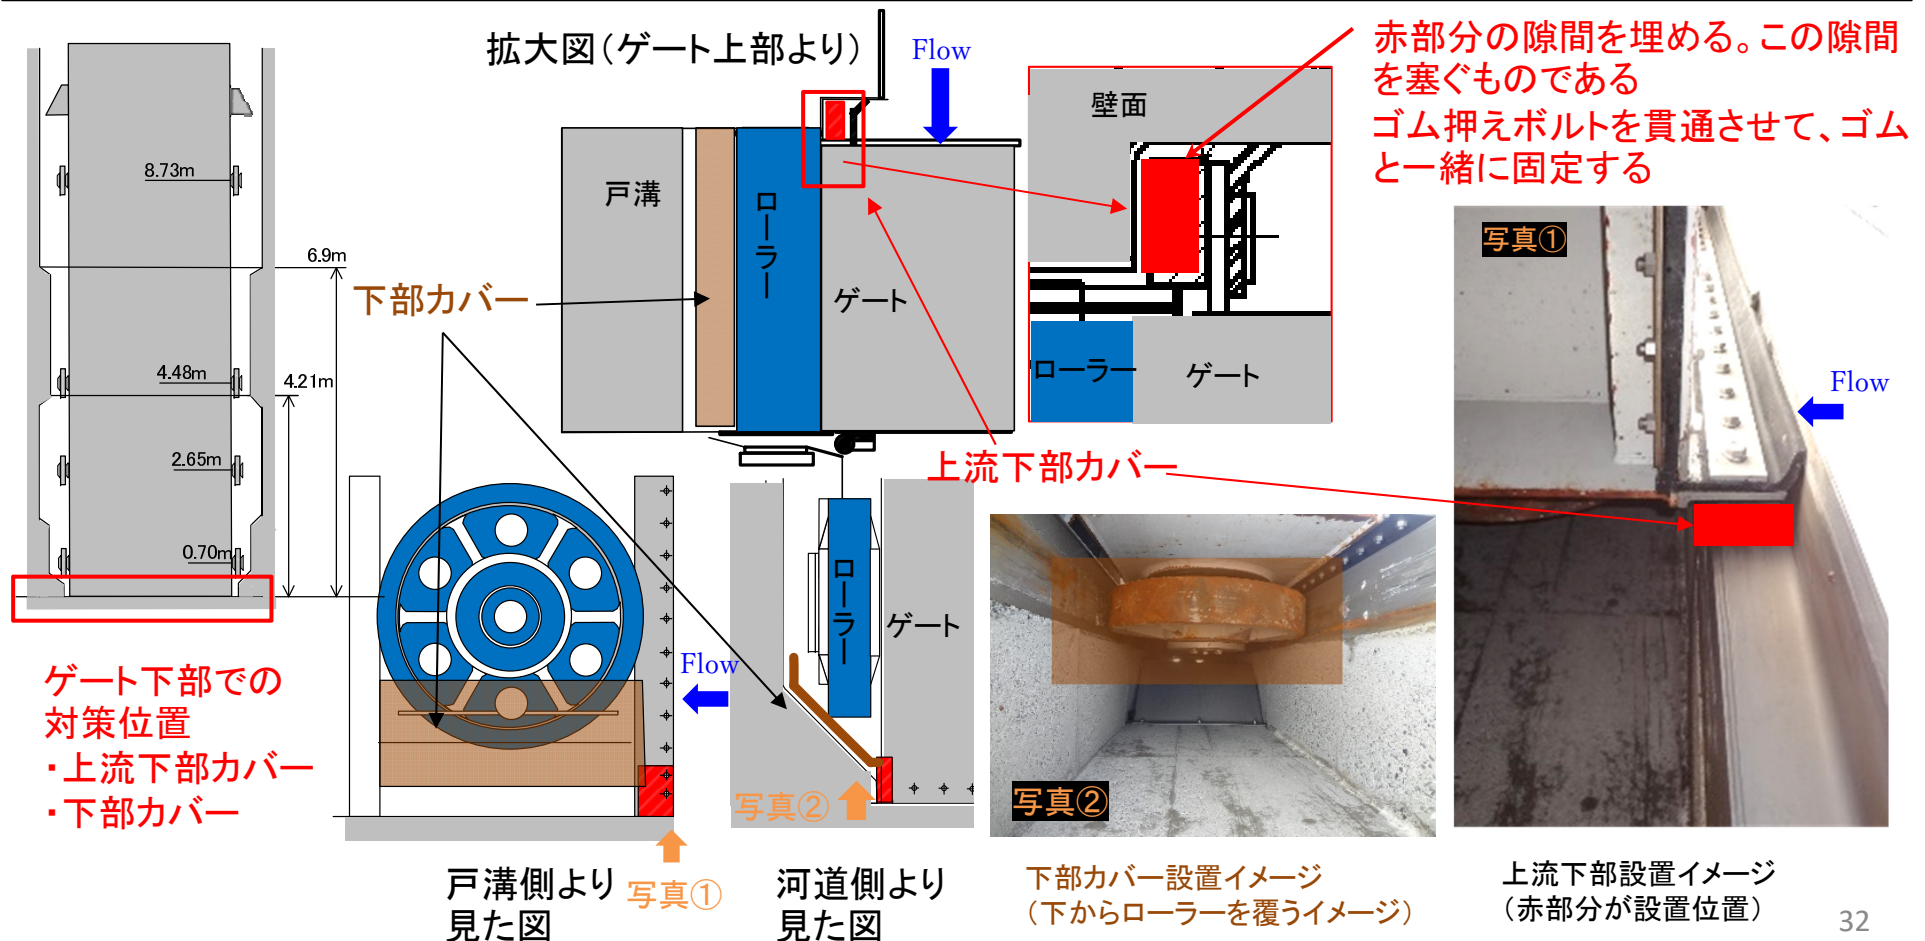 拡大図（ゲート上部より）
Flow
赤部分の隙間を埋める。この隙間
を塞ぐものである
ゴム押えボルトを貫通させて、ゴム
と一緒に固定する
壁面
戸溝
ローラー
ゲート
ローラー
ゲート
8.73m
6.9m
4.48m
4.21m
2.65m
0.70m
下部カバー
上流下部カバー
写真①
Flow
ゲート下部での
対策位置
・上流下部カバー
・下部カバー
Flow
ローラー
ゲート
写真②
写真②
写真①
戸溝側より
見た図
河道側より
見た図
下部カバー設置イメージ
（下からローラーを覆うイメージ）
上流下部設置イメージ
（赤部分が設置位置）
32